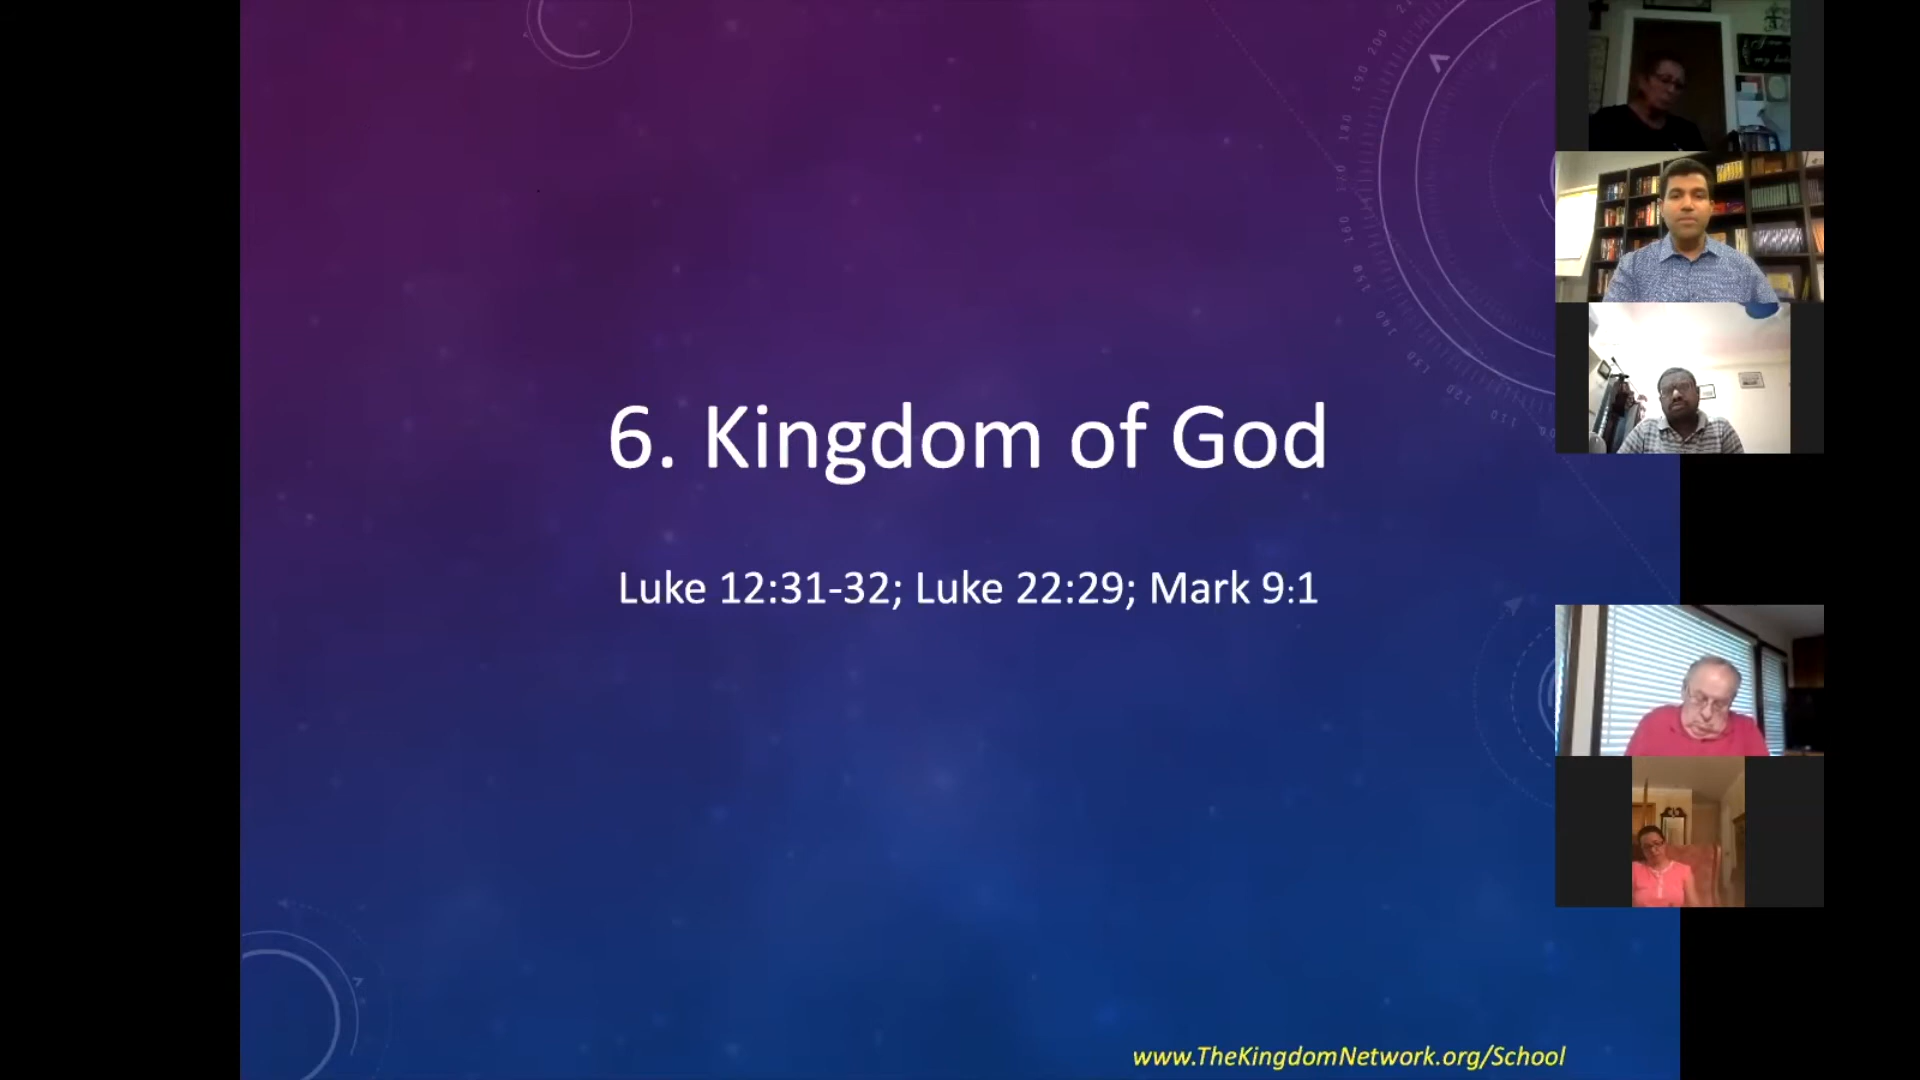 6. Kingdom of God
Luke 12:31-32; Luke 22:29; Mark 9:1
www.TheKingdomNetwork.org/School